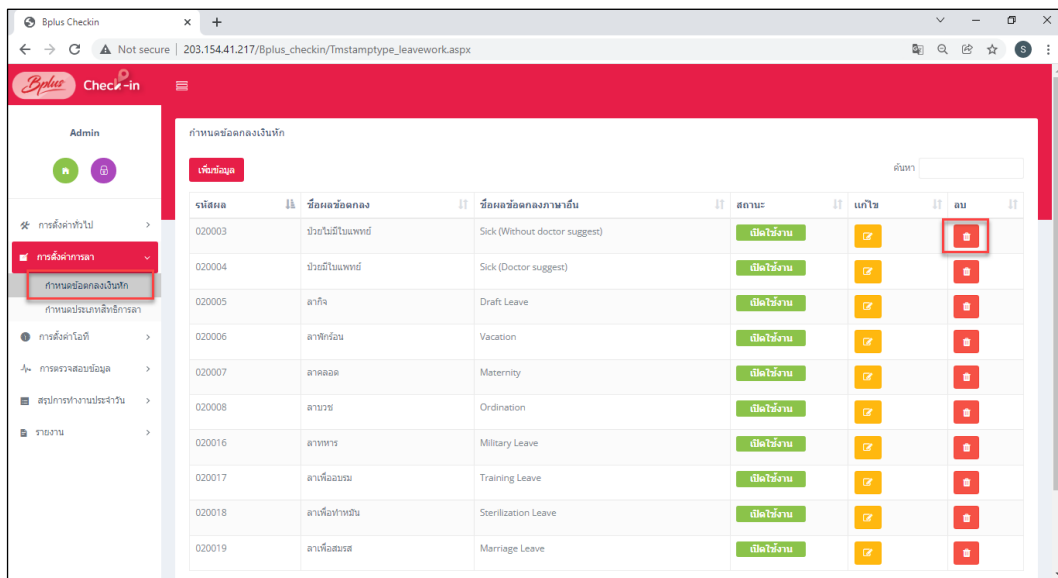 Bplus Checkin
Not secure | 203.154.41.217/Bplus_checkin/Tmstamptype_leavework.aspx
S
Bplus Check-in
Admin
กำหนดข้อตกลงเงินหัก
เพิ่มข้อมูล
ค้นหา
รหัสผล ชื่อผลข้อตกลง ชื่อผลข้อตกลงภาษาอื่น สถานะ แก้ไข ลบ
020003 ป่วยไม่มีใบแพทย์ Sick (Without doctor suggest) เปิดใช้งาน
020004 ป่วยมีใบแพทย์ Sick (Doctor suggest) เปิดใช้งาน
020005 ลากิจ Draft Leave เปิดใช้งาน
020006 ลาพักร้อน Vacation เปิดใช้งาน
020007 ลาคลอด Maternity เปิดใช้งาน
020008 ลาบวช Ordination เปิดใช้งาน
020016 ลาทหาร Military Leave เปิดใช้งาน
020017 ลาเพื่ออบรม Training Leave เปิดใช้งาน
020018 ลาเพื่อทำหมัน Sterilization Leave เปิดใช้งาน
020019 ลาเพื่อสมรส Marriage Leave เปิดใช้งาน
การตั้งค่าทั่วไป
การตั้งค่าการลา
กำหนดข้อตกลงเงินหัก
กำหนดประเภทสิทธิการลา
การตั้งค่าโอที
การตรวจสอบข้อมูล
สรุปการทำงานประจำวัน
รายงาน